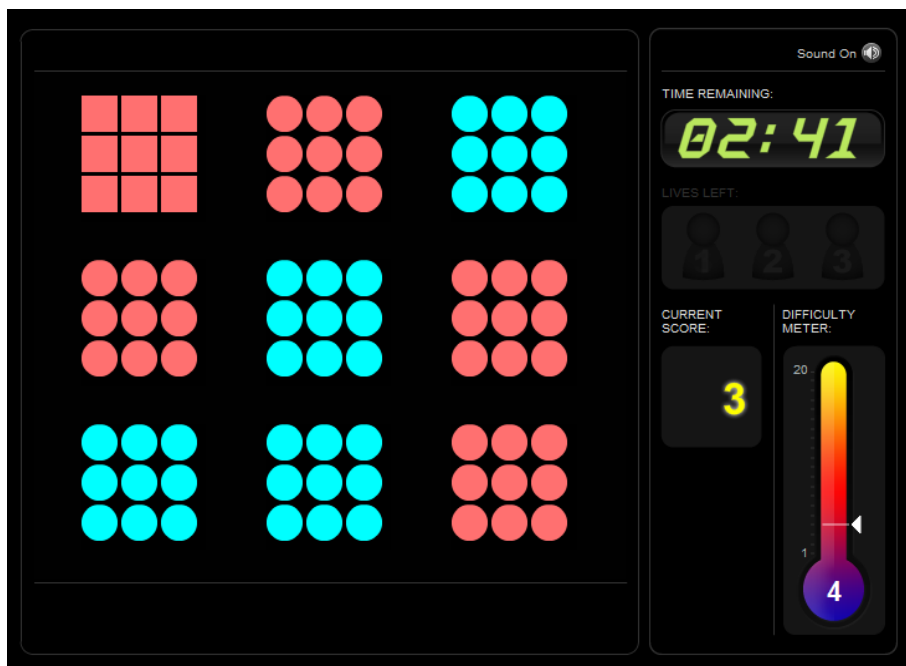 Sound On
TIME REMAINING:
02:41
LIVES LEFT:
1 2 3
CURRENT SCORE:
3
DIFFICULTY METER:
20
1
4